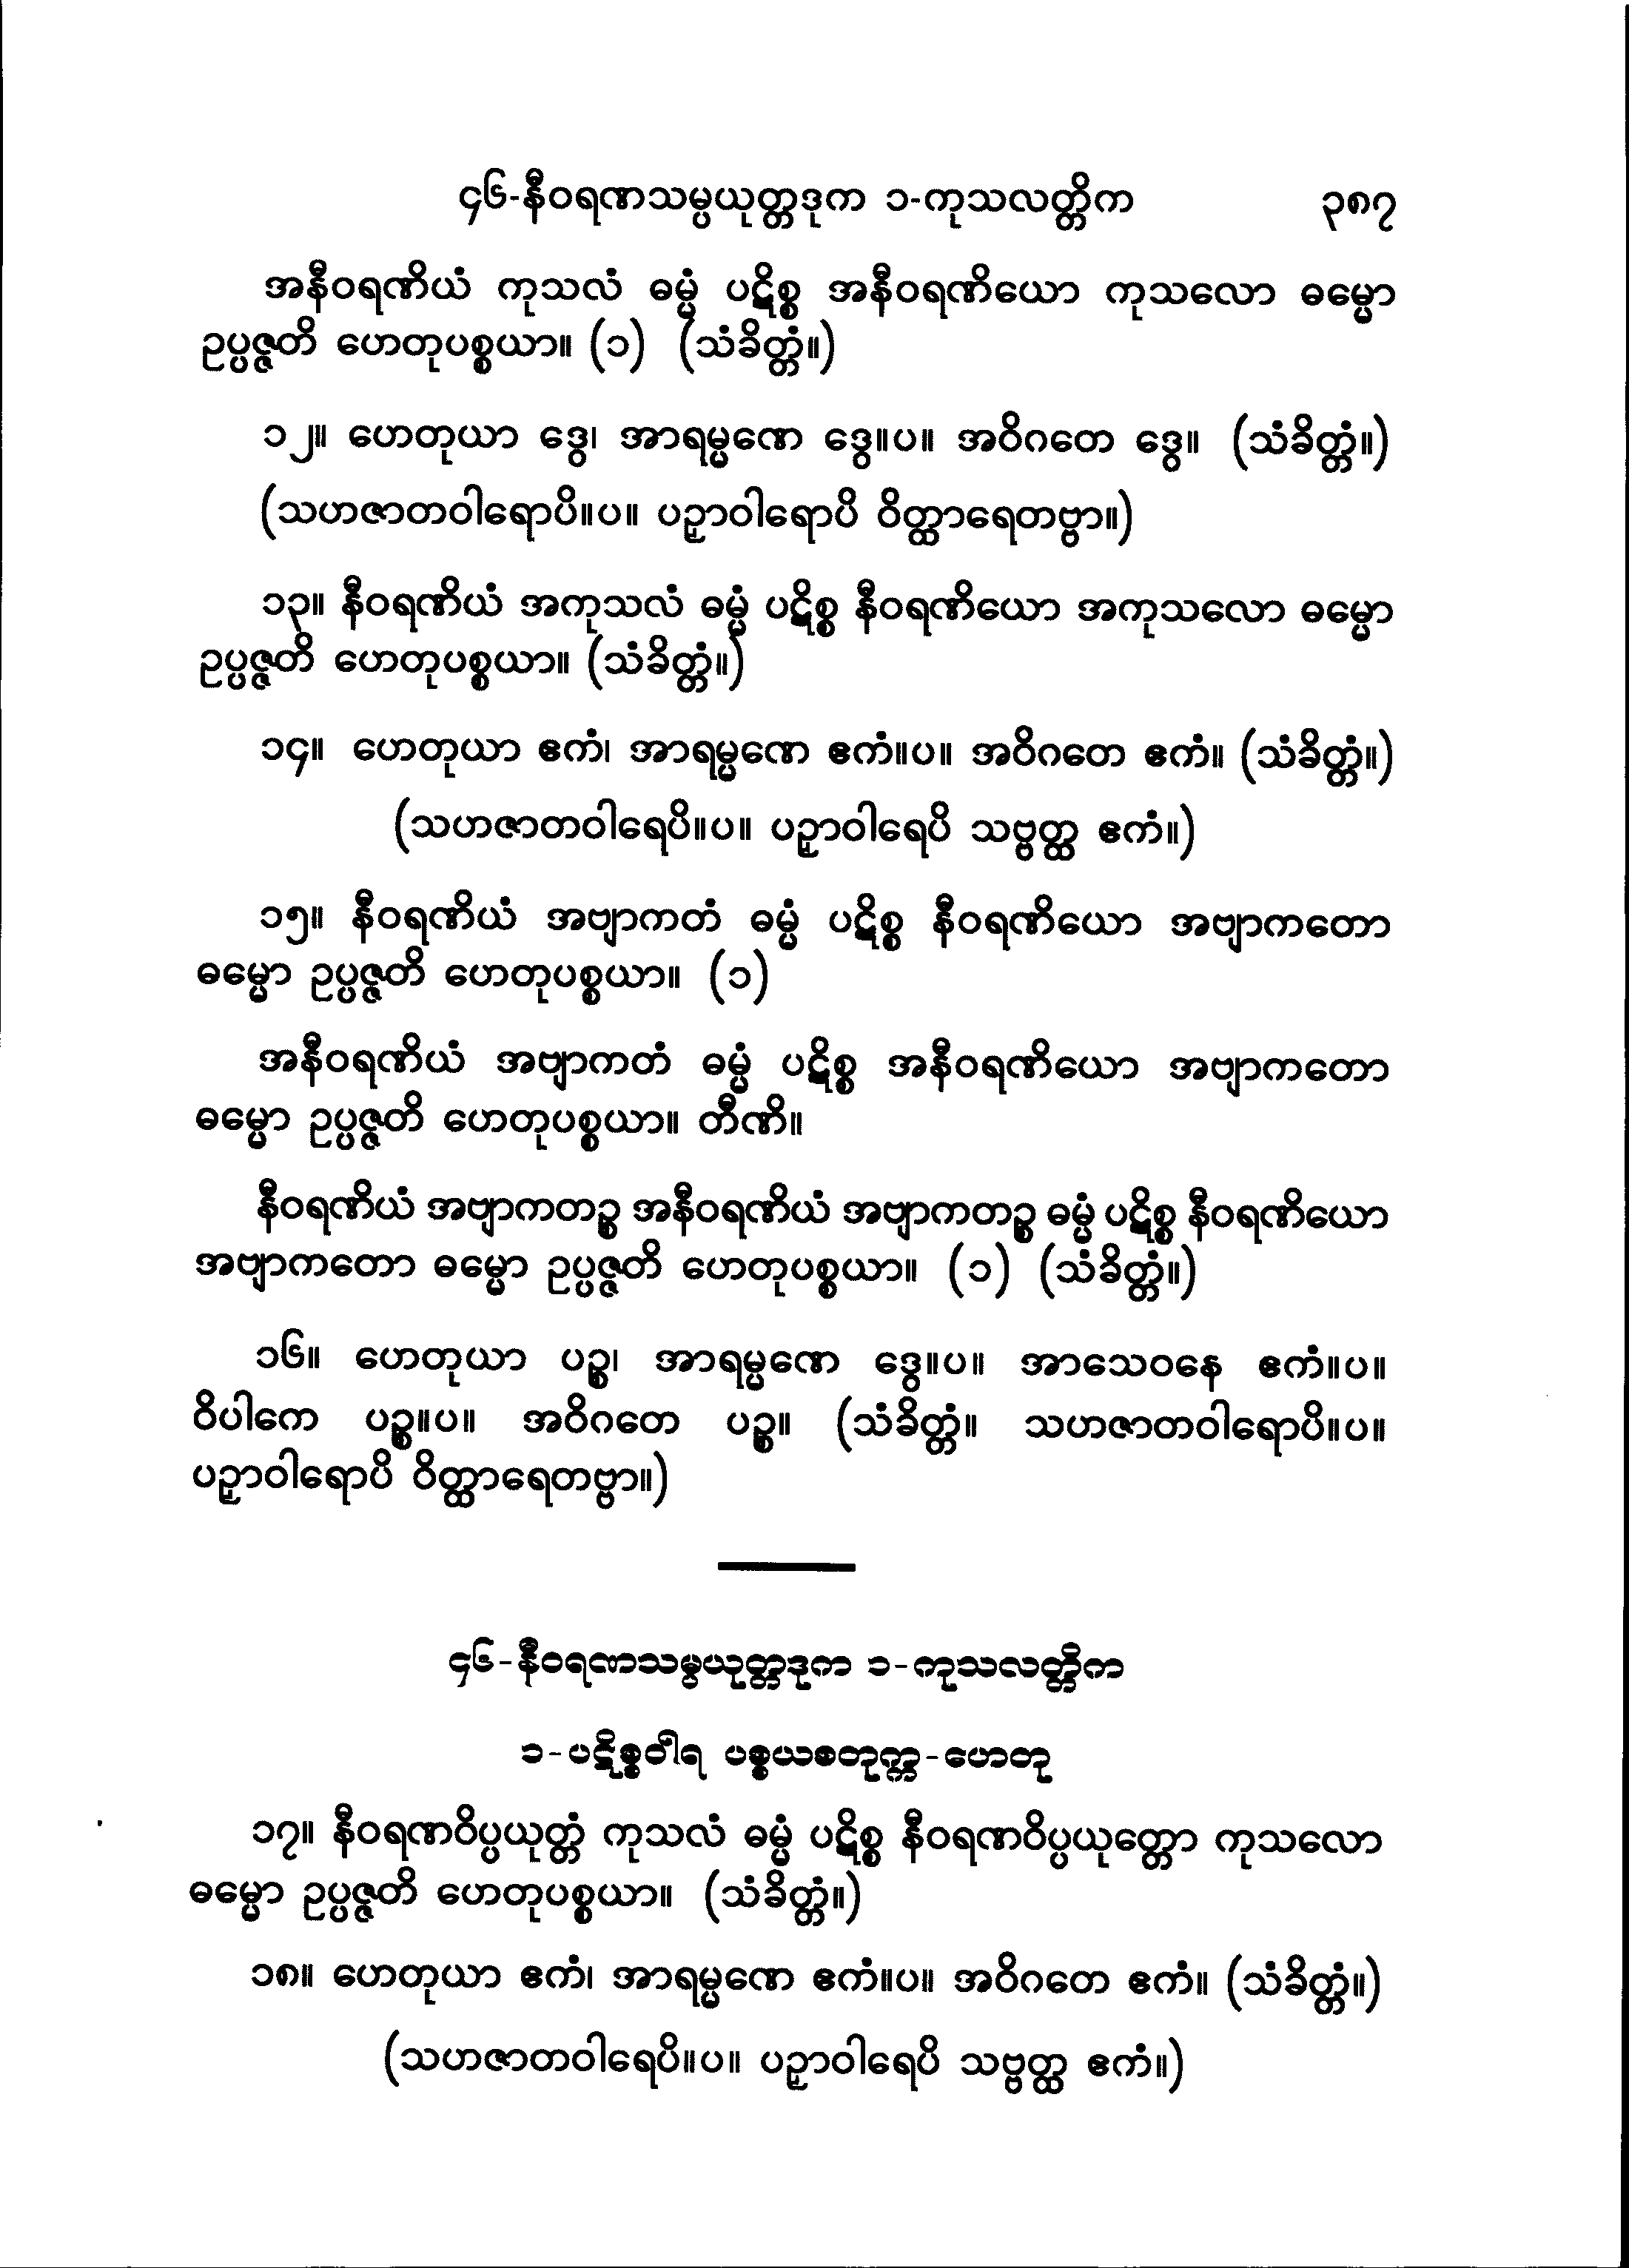 ၄၆-နီဝရဏသမ္ပယုတ္တဒုက ၁-ကုသလတ္တိက ၃၈၇
အနီဝရဏိယံ ကုသလံ ဓမ္မံ ပဋိစ္စ အနီဝရဏိယော ကုသလော ဓမ္မော
ဥပ္ပဇ္ဇတိ ဟေတုပစ္စယာ။ (၁) (သံခိတ္တံ။)
၁၂။ ဟေတုယာ ဒွေ၊ အာရမ္မဏေ ဒွေ။ပ။ အဝိဂတေ ဒွေ။ (သံခိတ္တံ။)
(သဟဇာတဝါရောပိ။ပ။ ပဉှာဝါရောပိ ဝိတ္ထာရေတဗ္ဗာ။)
၁၃။ နီဝရဏိယံ အကုသလံ ဓမ္မံ ပဋိစ္စ နီဝရဏိယော အကုသလော ဓမ္မော
ဥပ္ပဇ္ဇတိ ဟေတုပစ္စယာ။ (သံခိတ္တံ။)
၁၄။ ဟေတုယာ ဧကံ၊ အာရမ္မဏေ ဧကံ။ပ။ အဝိဂတေ ဧကံ။ (သံခိတ္တံ။)
(သဟဇာတဝါရေပိ။ပ။ ပဉှာဝါရေပိ သဗ္ဗတ္ထ ဧကံ။)
၁၅။ နီဝရဏိယံ အဗျာကတံ ဓမ္မံ ပဋိစ္စ နီဝရဏိယော အဗျာကတော
ဓမ္မော ဥပ္ပဇ္ဇတိ ဟေတုပစ္စယာ။ (၁)
အနီဝရဏိယံ အဗျာကတံ ဓမ္မံ ပဋိစ္စ အနီဝရဏိယော အဗျာကတော
ဓမ္မော ဥပ္ပဇ္ဇတိ ဟေတုပစ္စယာ။ တီဏိ။
နီဝရဏိယံ အဗျာကတဉ္စ အနီဝရဏိယံ အဗျာကတဉ္စ ဓမ္မံ ပဋိစ္စ နီဝရဏိယော
အဗျာကတော ဓမ္မော ဥပ္ပဇ္ဇတိ ဟေတုပစ္စယာ။ (၁) (သံခိတ္တံ။)
၁၆။ ဟေတုယာ ပဉ္စ၊ အာရမ္မဏေ ဒွေ။ပ။ အာသေဝနေ ဧကံ။ပ။
ဝိပါကေ ပဉ္စ။ပ။ အဝိဂတေ ပဉ္စ။ (သံခိတ္တံ။ သဟဇာတဝါရောပိ။ပ။
ပဉှာဝါရောပိ ဝိတ္ထာရေတဗ္ဗာ။)
၄၆-နီဝရဏသမ္ပယုတ္တဒုက ၁-ကုသလတ္တိက
၁-ပဋိစ္စဝါရ ပစ္စယစတုက္က-ဟေတု
၁၇။ နီဝရဏဝိပ္ပယုတ္တံ ကုသလံ ဓမ္မံ ပဋိစ္စ နီဝရဏဝိပ္ပယုတ္တော ကုသလော
ဓမ္မော ဥပ္ပဇ္ဇတိ ဟေတုပစ္စယာ။ (သံခိတ္တံ။)
၁၈။ ဟေတုယာ ဧကံ၊ အာရမ္မဏေ ဧကံ။ပ။ အဝိဂတေ ဧကံ။ (သံခိတ္တံ။)
(သဟဇာတဝါရေပိ။ပ။ ပဉှာဝါရေပိ သဗ္ဗတ္ထ ဧကံ။)